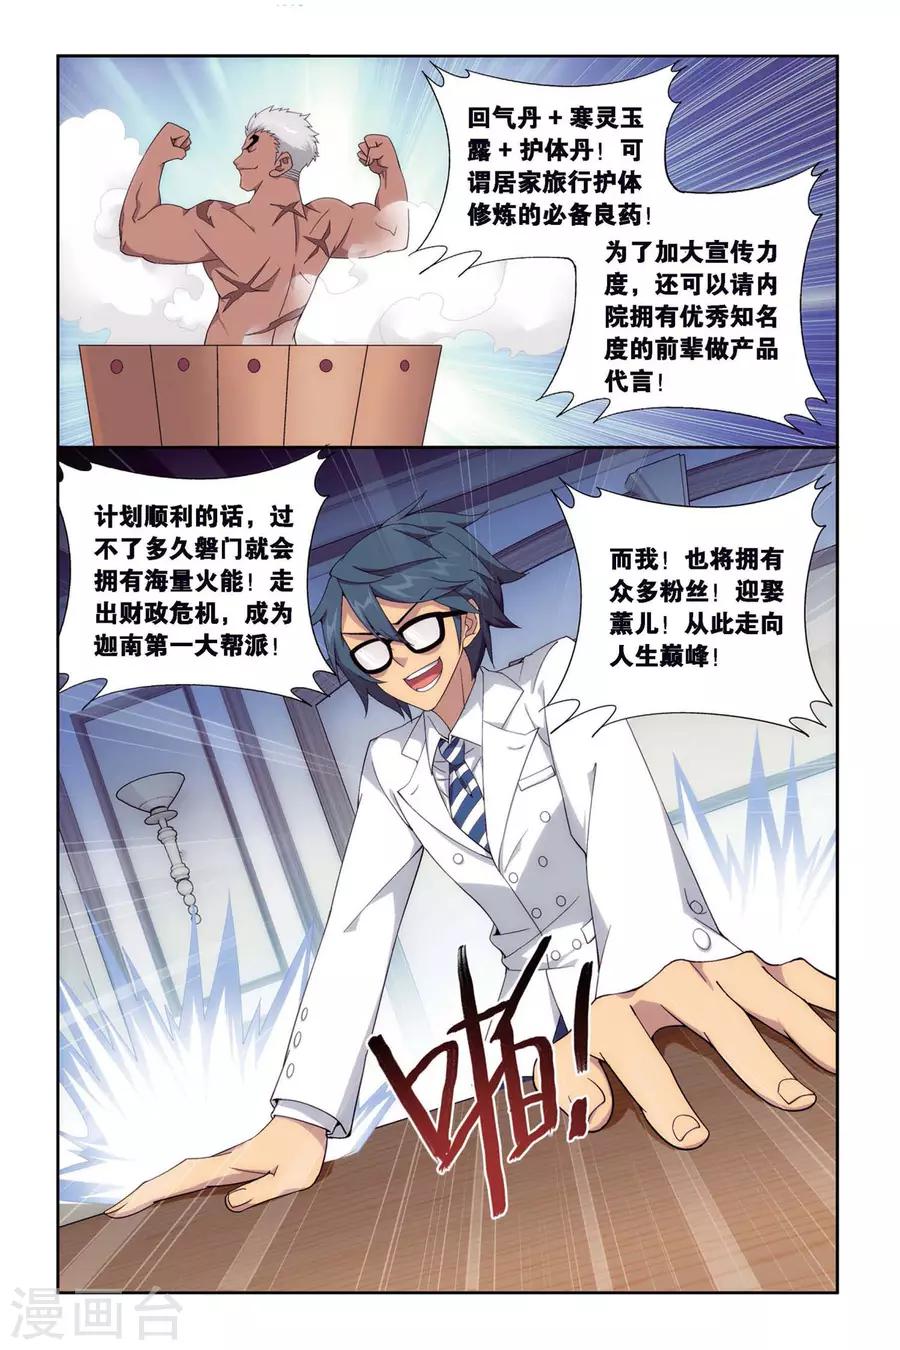 回气丹+寒灵玉
露+护体丹！可
谓居家旅行护体
修炼的必备良药！
为了加大宣传力
度，还可以请内
院拥有优秀知名
度的前辈做产品
代言！
计划顺利的话，过
不了多久磐门就会
拥有海量火能！走
出财政危机，成为
迦南第一大帮派！
而我！也将拥有
众多粉丝！迎娶
薰儿！从此走向
人生巅峰！
啪！
漫画台